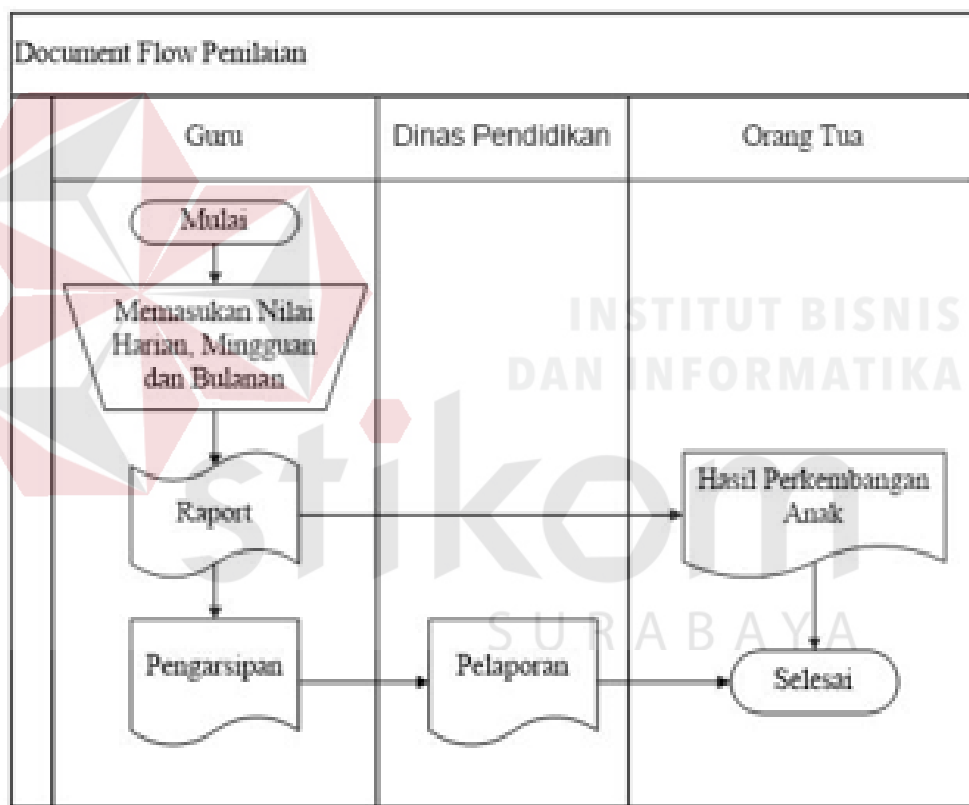 Document Flow Penilaian
Guru
Dinas Pendidikan
Orang Tua
Mulai
Memasukan Nilai
Harian, Mingguan
dan Bulanan
INSTITUT BISNIS
DAN INFORMATIKA
stikom
SURABAYA
Raport
Hasil Perkembangan
Anak
Pengarsipan
Pelaporan
Selesai